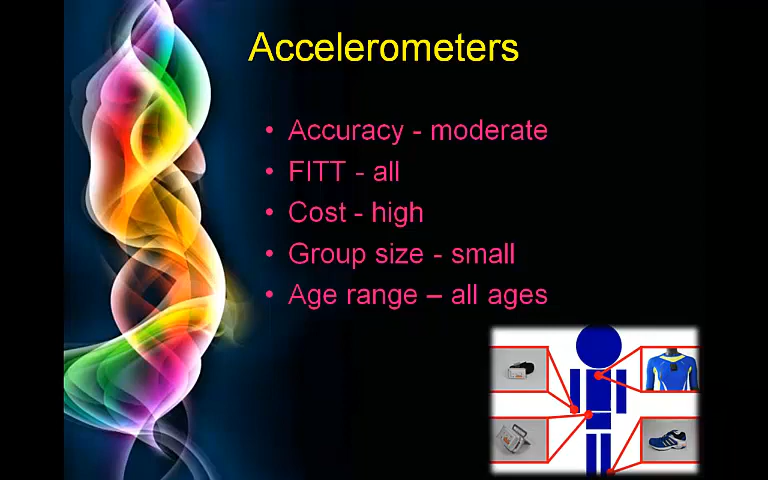 Accelerometers
• Accuracy - moderate
• FITT - all
• Cost - high
• Group size - small
• Age range – all ages